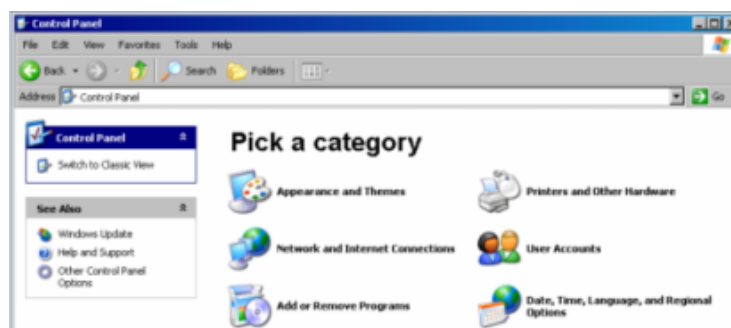 Control Panel
File Edit View Favorites Tools Help
Back Search Folders
Address Control Panel Go
Control Panel
Switch to Classic View
See Also
Windows Update
Help and Support
Other Control Panel
Options
Pick a category
Appearance and Themes
Printers and Other Hardware
Network and Internet Connections
User Accounts
Add or Remove Programs
Date, Time, Language, and Regional
Options